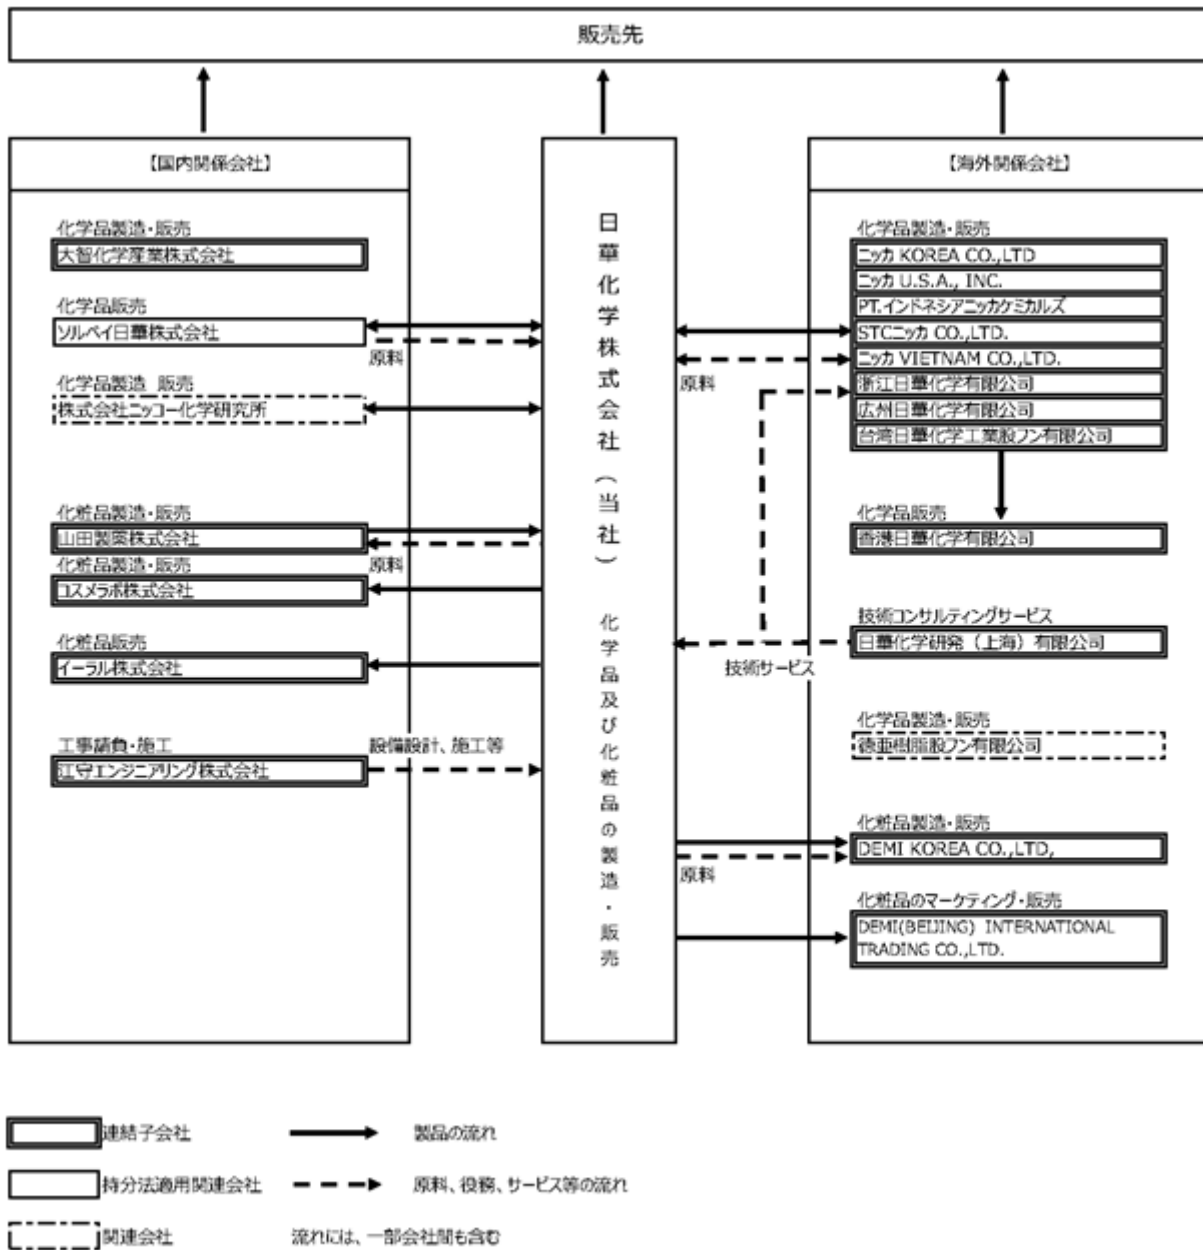 販売先
【国内関係会社】
化学品製造・販売
大智化学産業株式会社
化学品販売
ソルベイ日華株式会社
原料
化学品製造 販売
株式会社ニッコー化学研究所
化粧品製造・販売
山田製薬株式会社
原料
化粧品製造・販売
コスメラボ株式会社
化粧品販売
イーラル株式会社
工事請負・施工
設備設計、施工等
江守エンジニアリング株式会社
日華化学株式会社(当社) 化学品及び化粧品の製造・販売
【海外関係会社】
化学品製造・販売
ニッカ KOREA CO.,LTD
ニッカ U.S.A., INC.
PT.インドネシアニッカケミカルズ
STCニッカ CO.,LTD.
ニッカ VIETNAM CO.,LTD.
原料
浙江日華化学有限公司
広州日華化学有限公司
台湾日華化学工業股フン有限公司
化学品販売
香港日華化学有限公司
技術コンサルティングサービス
日華化学研発(上海)有限公司
技術サービス
化学品製造・販売
徳亜樹脂股フン有限公司
化粧品製造・販売
DEMI KOREA CO.,LTD,
原料
化粧品のマーケティング・販売
DEMI(BEIJING) INTERNATIONAL
TRADING CO.,LTD.
連結子会社
製品の流れ
持分法適用関連会社
原料、役務、サービス等の流れ
関連会社
流れには、一部会社間も含む